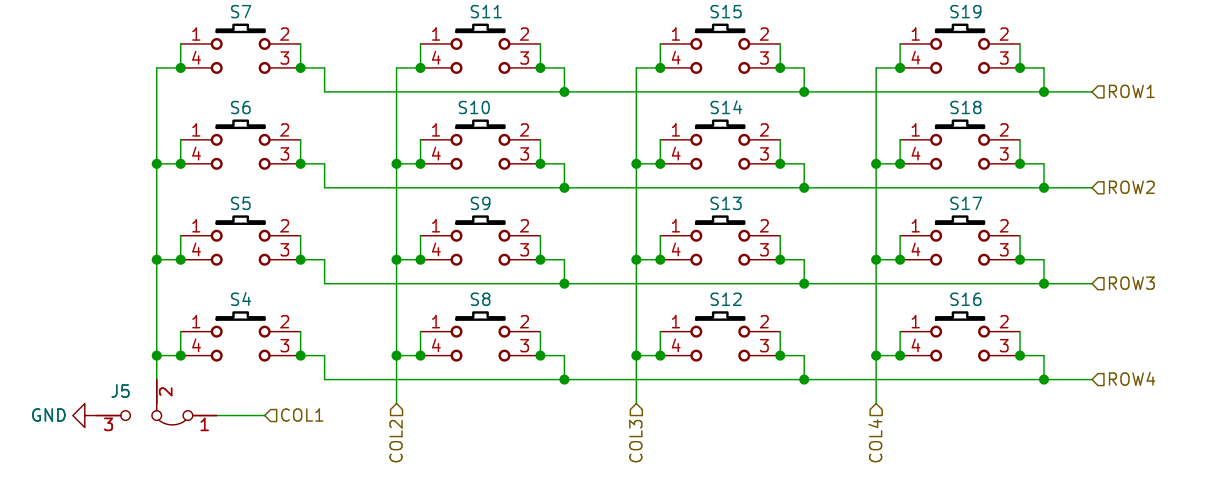 S7 S11 S15 S19
1 2 1 2 1 2 1 2
4 3 4 3 4 3 4 3
ROW1
S6 S10 S14 S18
1 2 1 2 1 2 1 2
4 3 4 3 4 3 4 3
ROW2
S5 S9 S13 S17
1 2 1 2 1 2 1 2
4 3 4 3 4 3 4 3
ROW3
S4 S8 S12 S16
1 2 1 2 1 2 1 2
4 3 4 3 4 3 4 3
ROW4
J5 2
GND 3 1 COL1
COL2 COL3 COL4